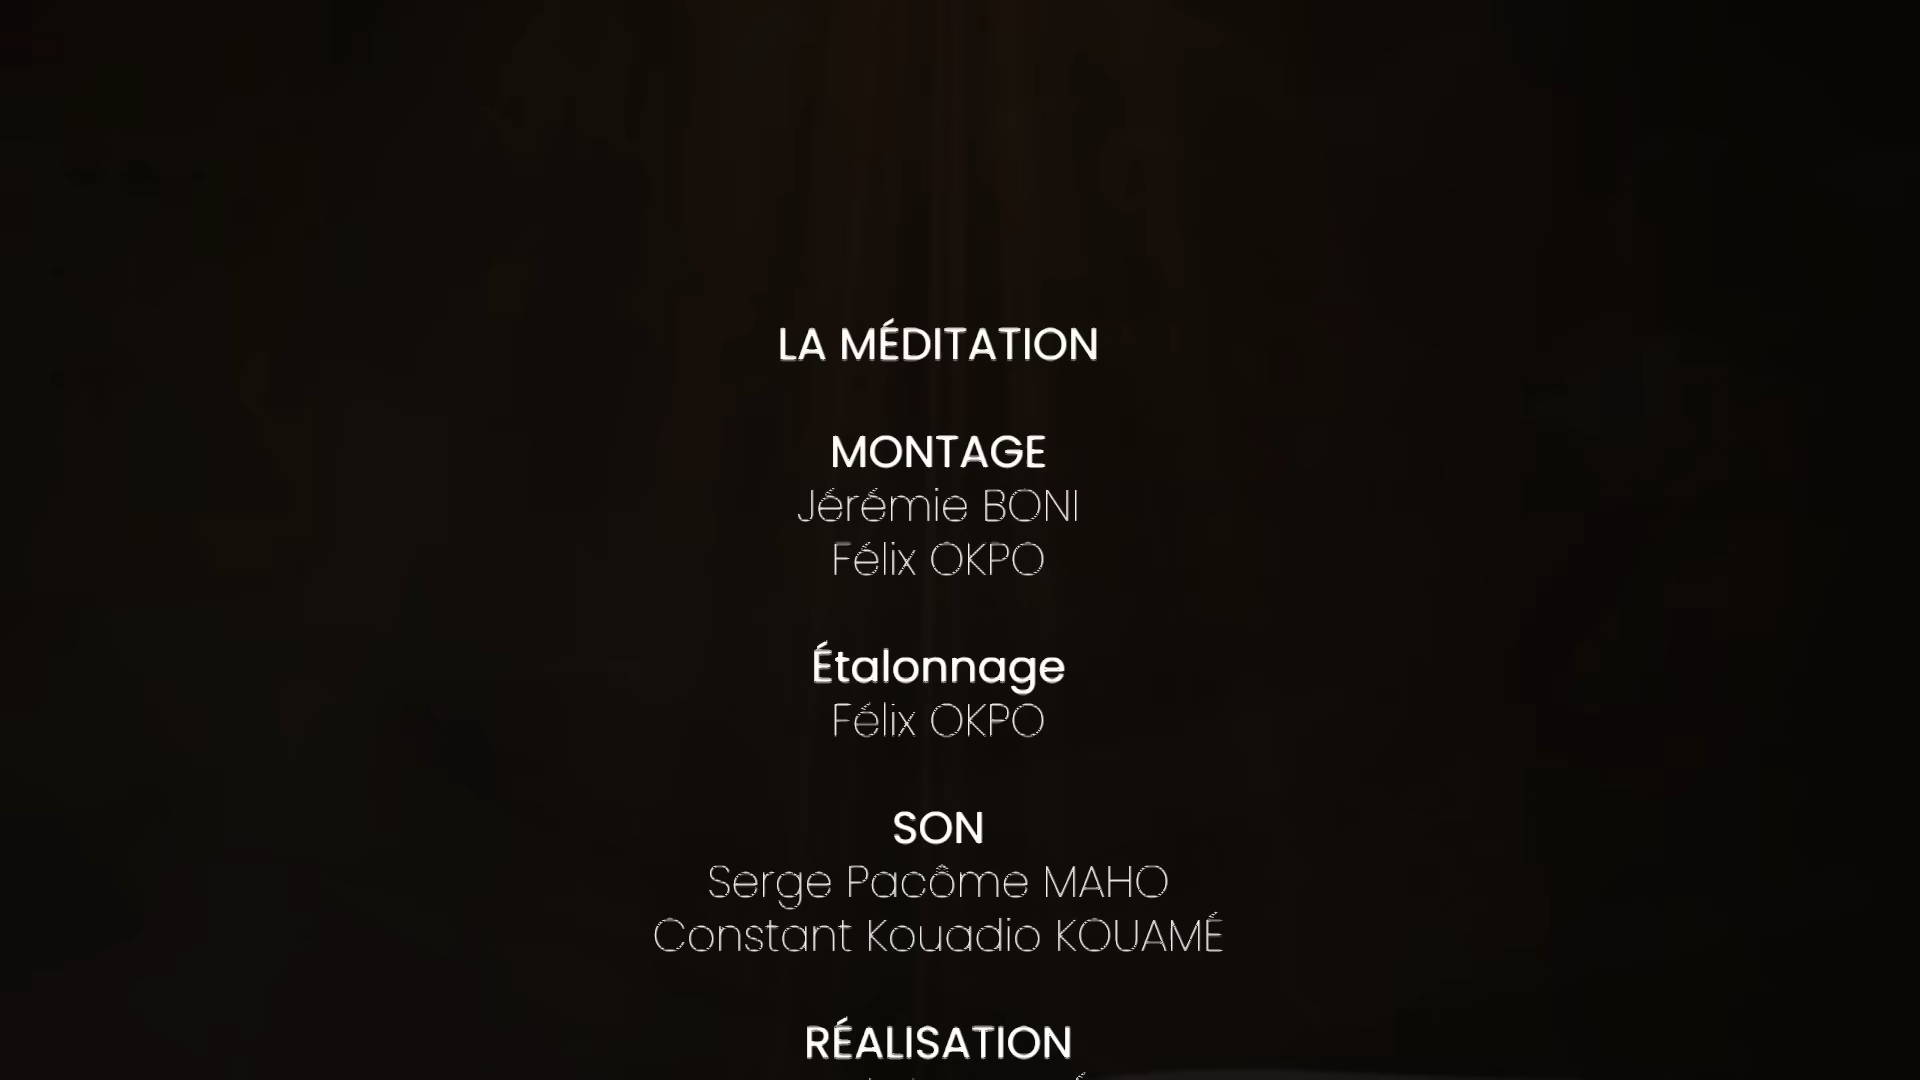 LA MÉDITATION
MONTAGE
Jérémie BONI
Félix OKPO
Étalonnage
Félix OKPO
SON
Serge Pacôme MAHO
Constant Kouadio KOUAMÉ
RÉALISATION